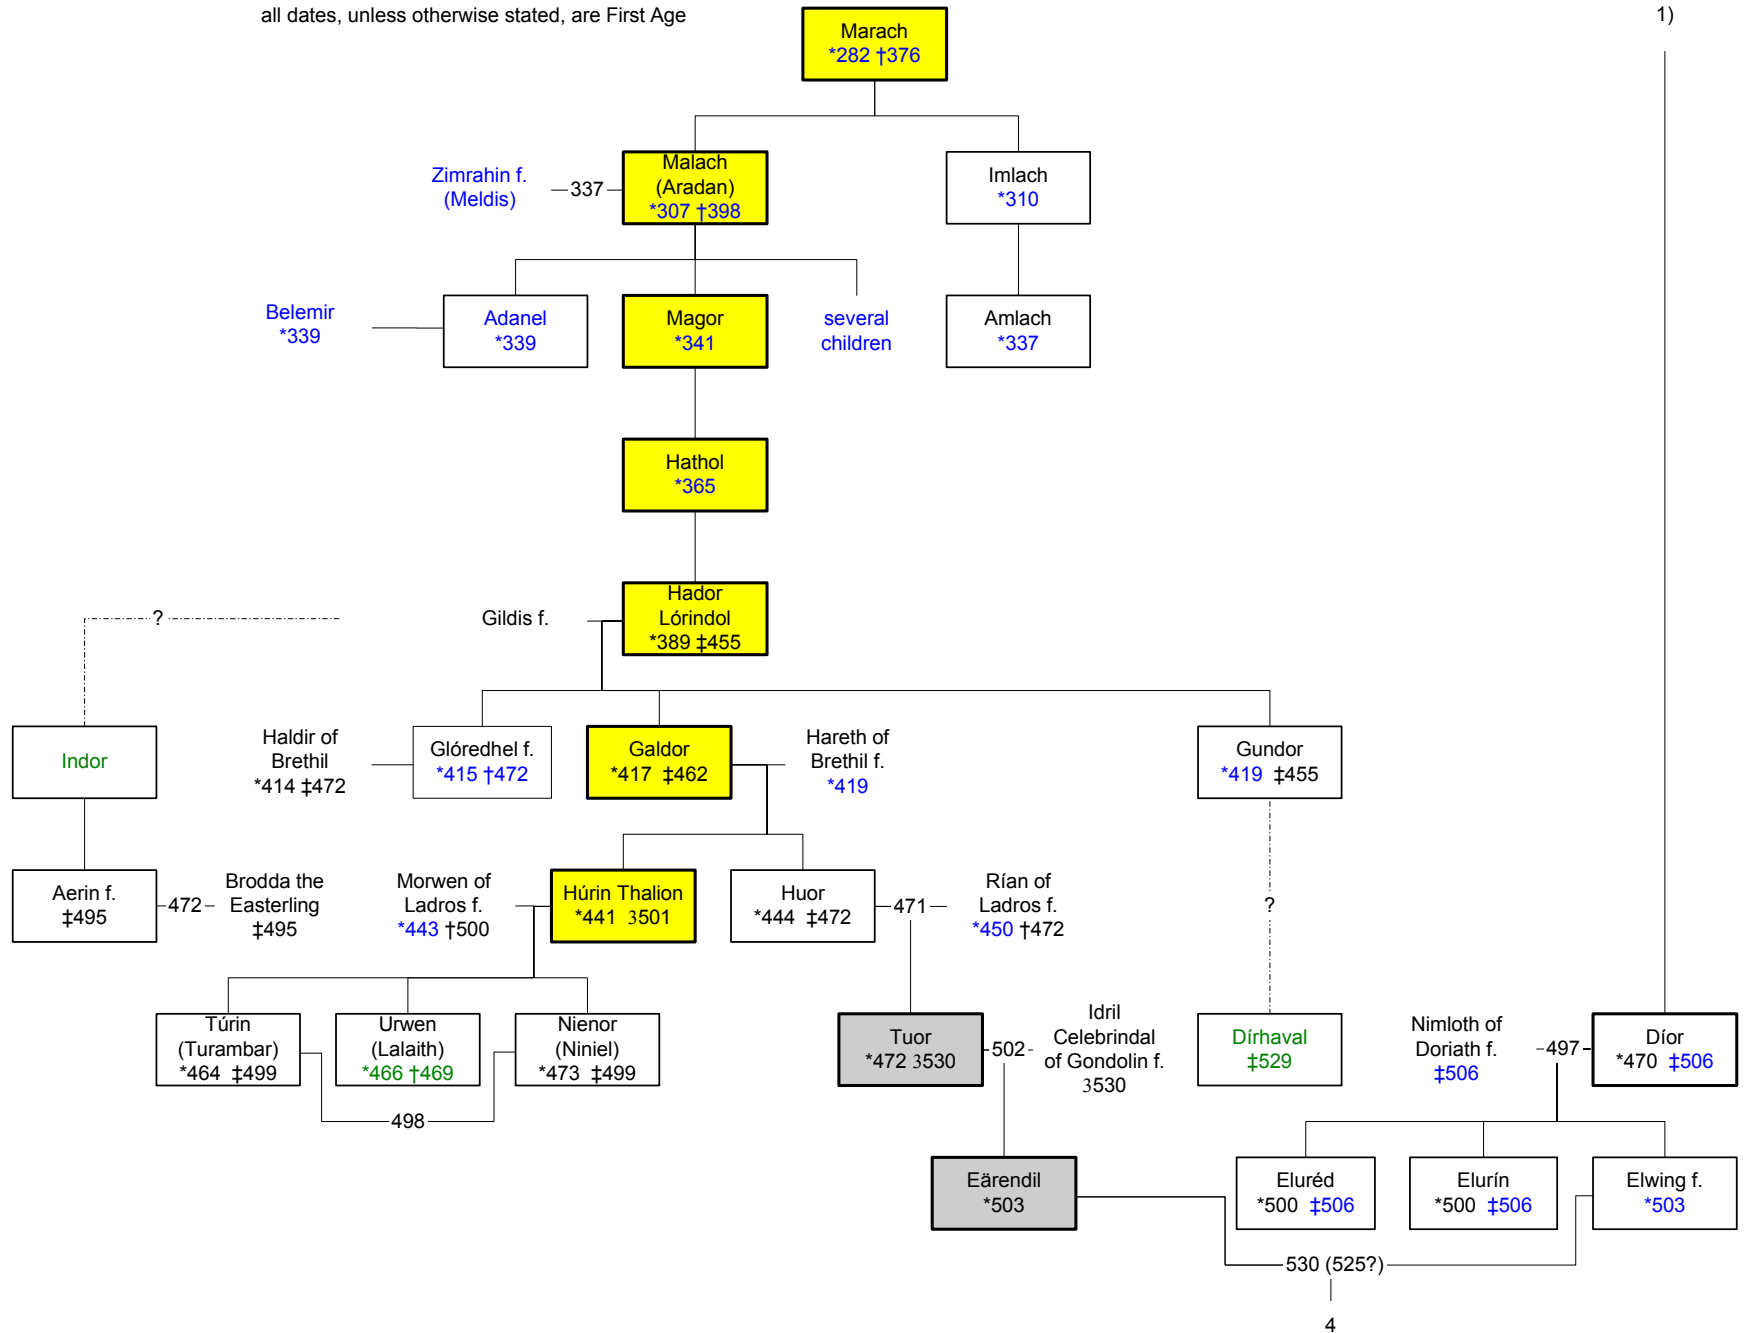 all dates, unless otherwise stated, are First Age
1)
Marach
*282 †376
Zimrahin f.
(Meldis)
337
Malach
(Aradan)
*307 †398
Imlach
*310
Belemir
*339
Adanel
*339
Magor
*341
several
children
Amlach
*337
Hathol
*365
?
Gildis f.
Hador
Lórindol
*389 ‡455
Indor
Haldir of
Brethil
*414 ‡472
Glóredhel f.
*415 †472
Galdor
*417 ‡462
Hareth of
Brethil f.
*419
Gundor
*419 ‡455
Aerin f.
‡495
472
Brodda the
Easterling
‡495
Morwen of
Ladros f.
*443 †500
Húrin Thalion
*441 3501
Huor
*444 ‡472
471
Rían of
Ladros f.
*450 †472
?
Túrin
(Turambar)
*464 ‡499
Urwen
(Lalaith)
*466 †469
Nienor
(Niniel)
*473 ‡499
498
Tuor
*472 3530
502
Idril
Celebrindal
of Gondolin f.
3530
Dírhaval
‡529
Nimloth of
Doriath f.
‡506
497
Díor
*470 ‡506
Eärendil
*503
Eluréd
*500 ‡506
Elurín
*500 ‡506
Elwing f.
*503
530 (525?)
4